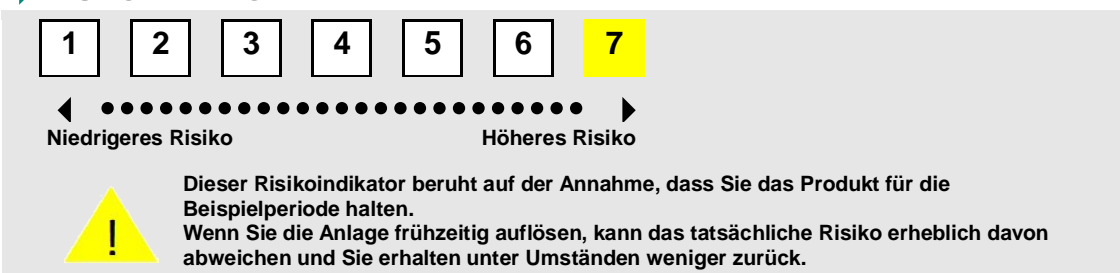 1 2 3 4 5 6 7
Niedrigeres Risiko Höheres Risiko
Dieser Risikoindikator beruht auf der Annahme, dass Sie das Produkt für die
Beispielperiode halten.
! Wenn Sie die Anlage frühzeitig auflösen, kann das tatsächliche Risiko erheblich davon
abweichen und Sie erhalten unter Umständen weniger zurück.